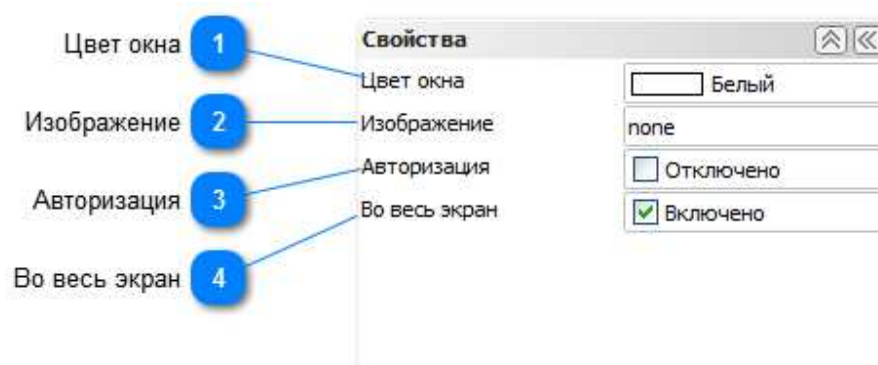 Цвет окна 1
Изображение 2
Авторизация 3
Во весь экран 4
Свойства
Цвет окна Белый
Изображение none
Авторизация Отключено
Во весь экран Включено